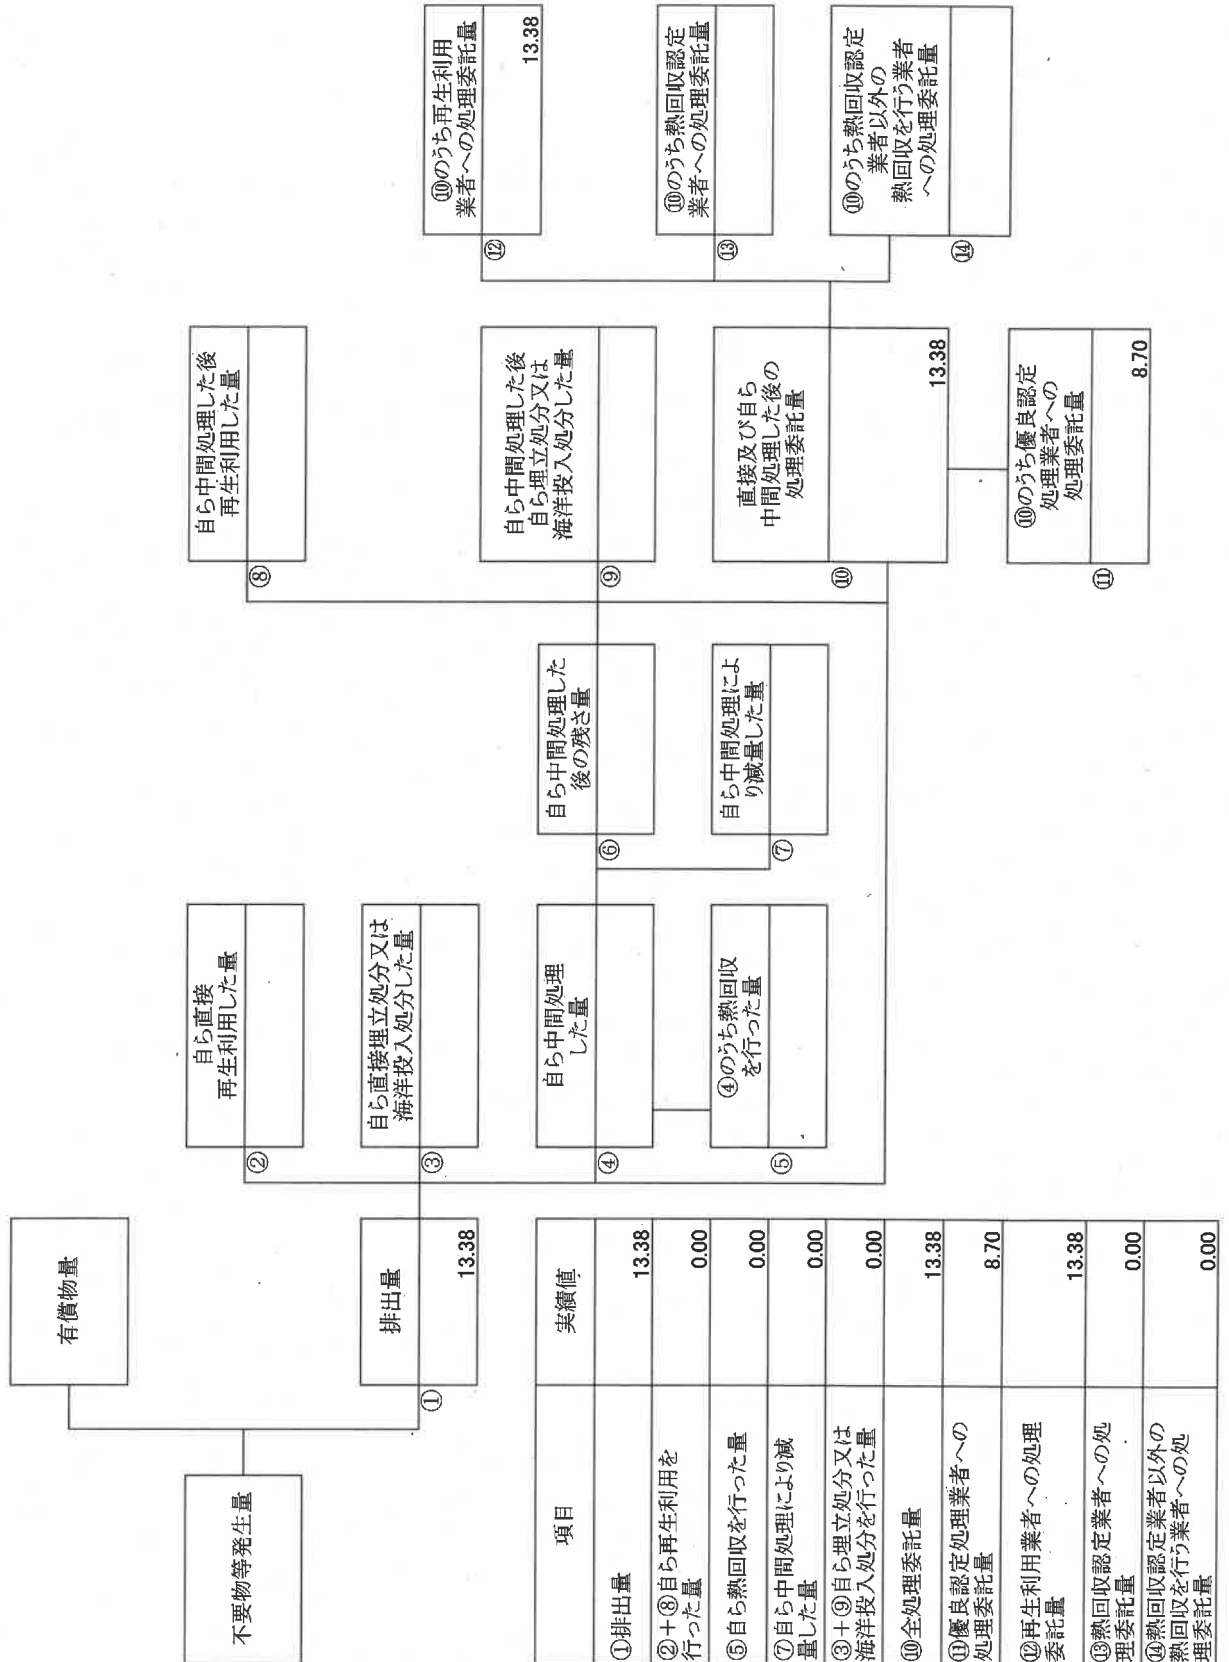 不要物等発生量
有償物量
排出量
①
13.38
②
自ら直接
再生利用した量
③
自ら直接埋立処分又は
海洋投入処分した量
④
自ら中間処理
した量
⑤
④のうち熱回収
を行った量
⑥
自ら中間処理した
後の残さ量
⑦
自ら中間処理によ
り減量した量
⑧
自ら中間処理した後
再生利用した量
⑨
自ら中間処理した後
自ら埋立処分又は
海洋投入処分した量
⑩
直接及び自ら
中間処理した後の
処理委託量
13.38
⑪
⑩のうち優良認定
処理業者への
処理委託量
8.70
⑫
⑩のうち再生利用
業者への処理委託量
13.38
⑬
⑩のうち熱回収認定
業者への処理委託量
⑭
⑩のうち熱回収認定
業者以外の
熱回収を行う業者
への処理委託量
項目 実績値
①排出量 13.38
②+⑧自ら再生利用を
行った量 0.00
⑤自ら熱回収を行った量 0.00
⑦自ら中間処理により減
量した量 0.00
③+⑨自ら埋立処分又は
海洋投入処分を行った量 0.00
⑩全処理委託量 13.38
⑪優良認定処理業者への
処理委託量 8.70
⑫再生利用業者への処理
委託量 13.38
⑬熱回収認定業者への処
理委託量 0.00
⑭熱回収認定業者以外の
熱回収を行う業者への処
理委託量 0.00